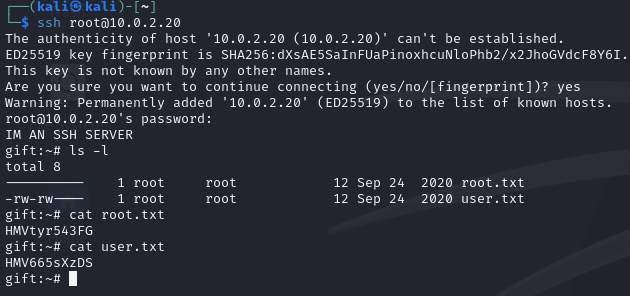 ┌──(kali㉿kali)-[~]
└─$ ssh root@10.0.2.20
The authenticity of host '10.0.2.20 (10.0.2.20)' can't be established.
ED25519 key fingerprint is SHA256:dXsAE5SaInFUaPinoxhcuNloPhb2/x2JhoGVdcF8Y6I.
This key is not known by any other names.
Are you sure you want to continue connecting (yes/no/[fingerprint])? yes
Warning: Permanently added '10.0.2.20' (ED25519) to the list of known hosts.
root@10.0.2.20's password:
IM AN SSH SERVER
gift:~# ls -l
total 8
----------    1 root     root            12 Sep 24  2020 root.txt
-rw-rw----    1 root     root            12 Sep 24  2020 user.txt
gift:~# cat root.txt
HMVtyr543FG
gift:~# cat user.txt
HMV665sXzDS
gift:~#